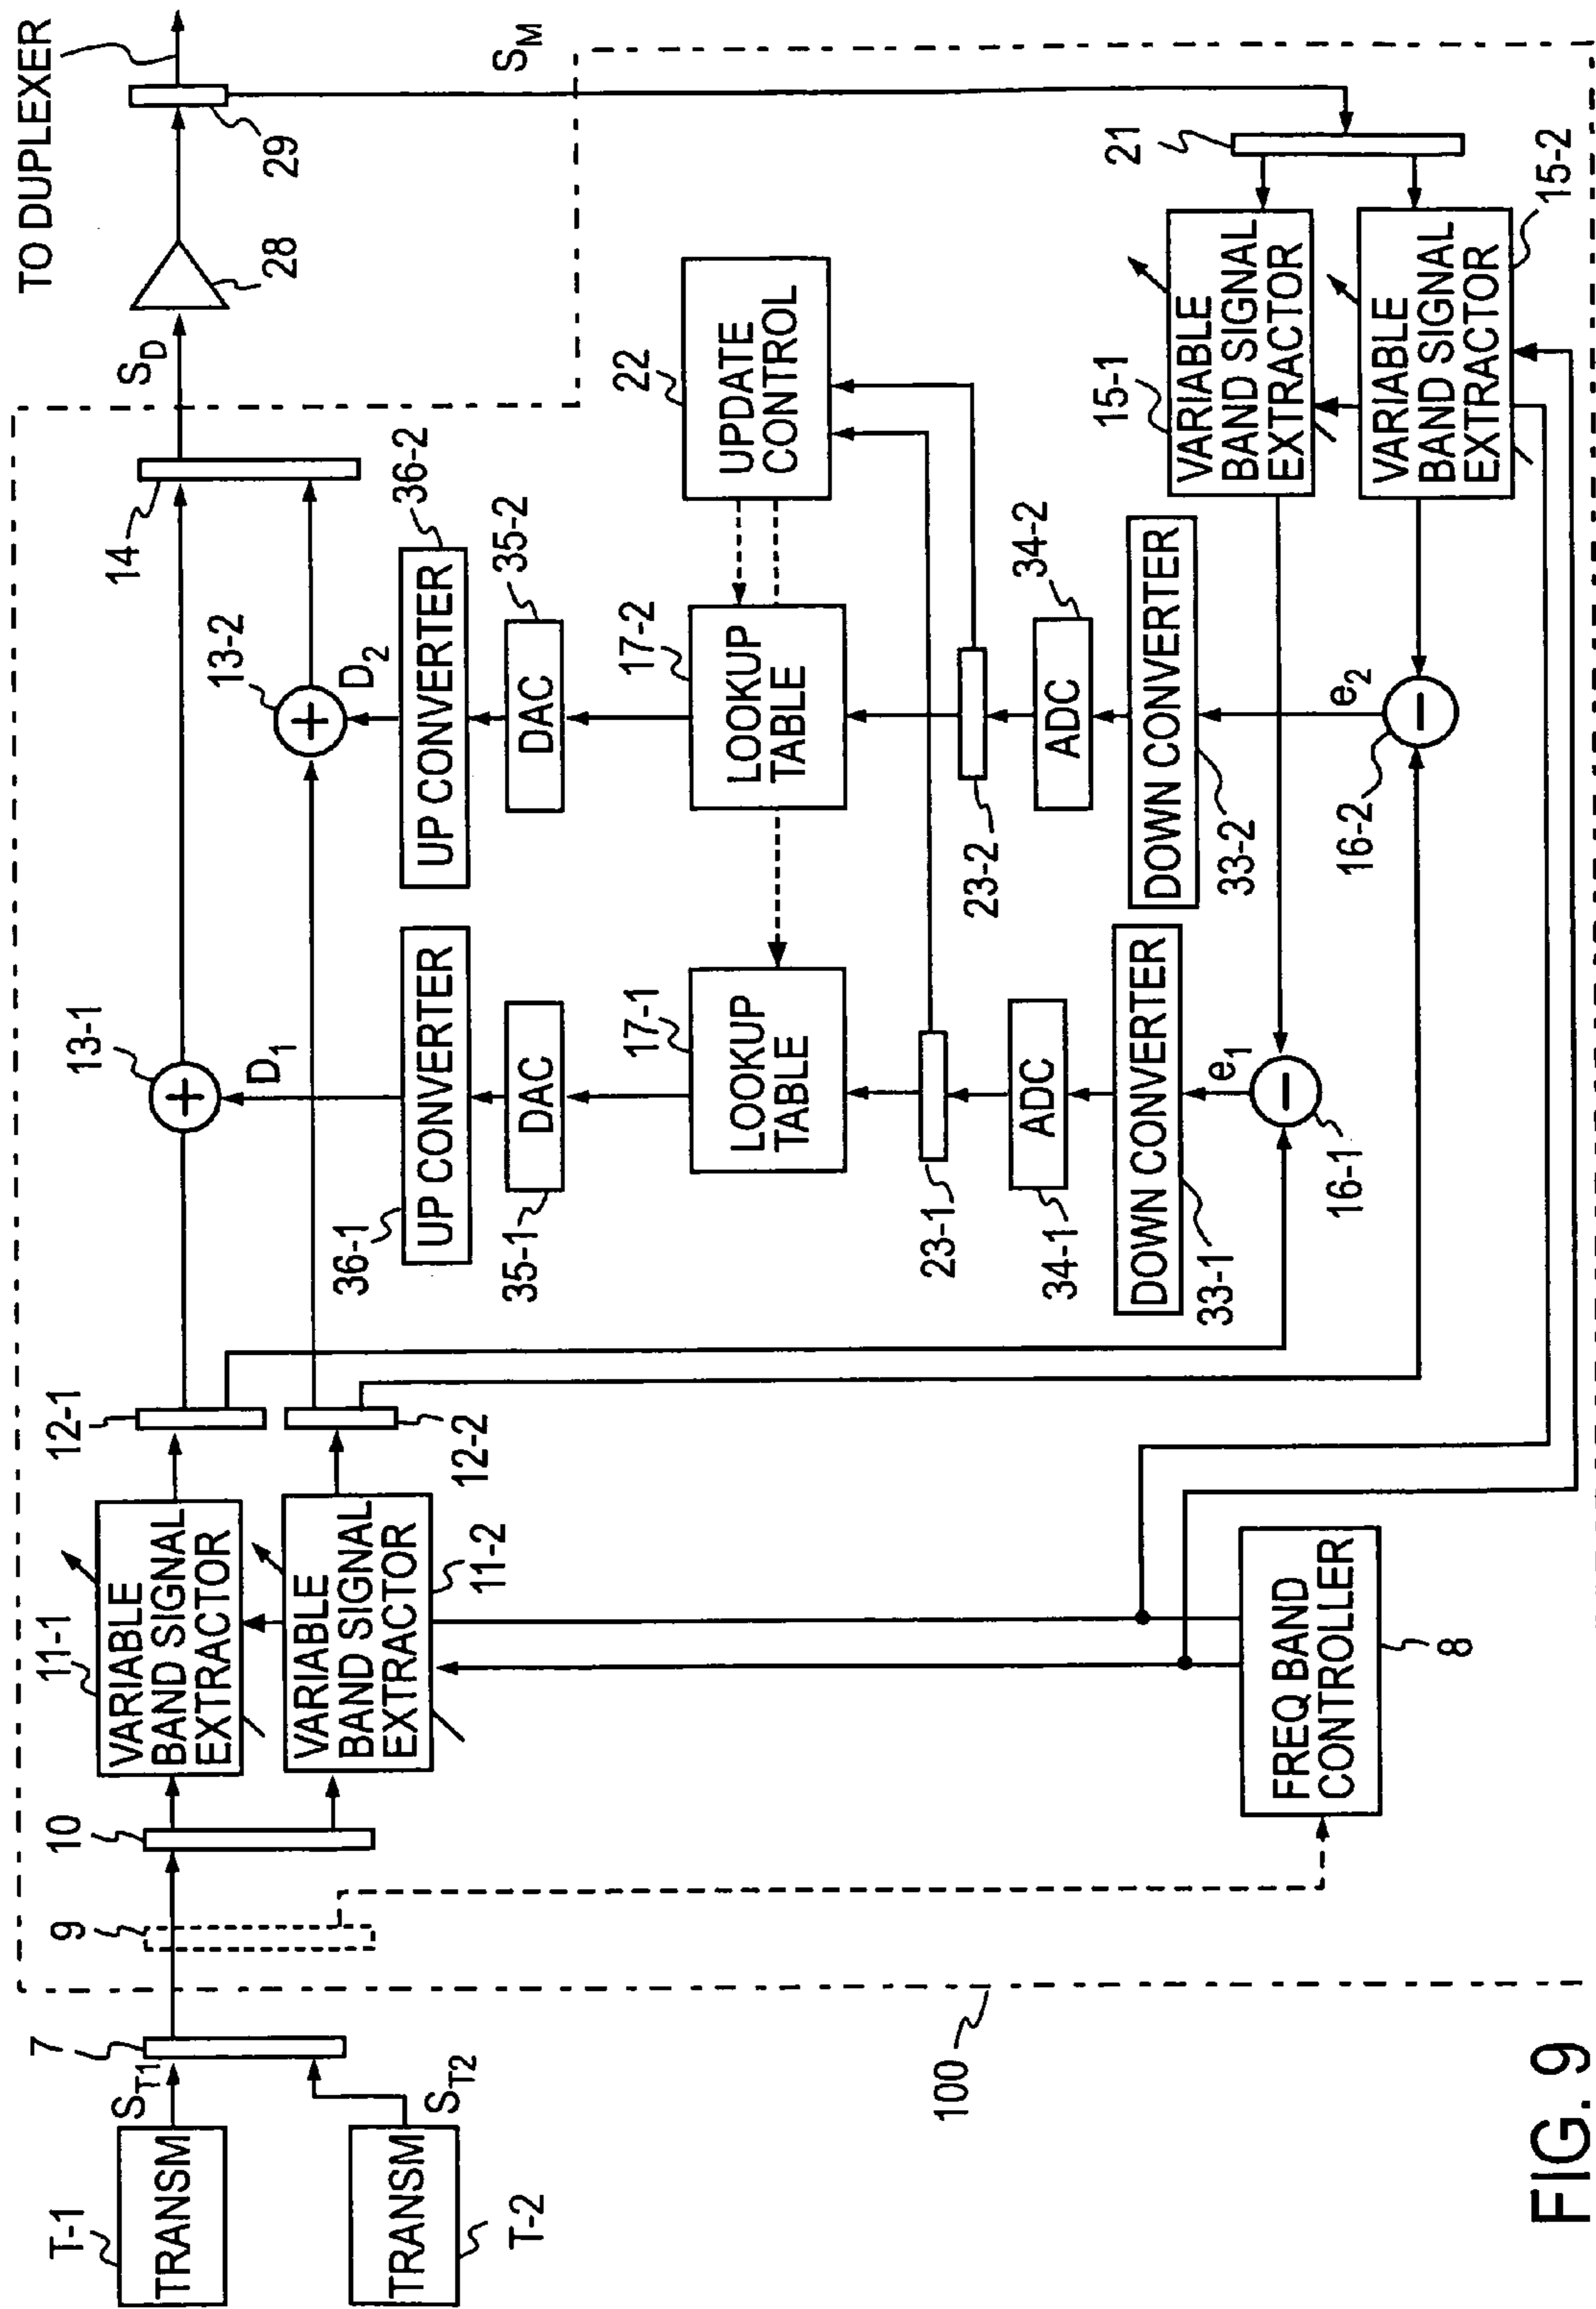 TO DUPLEXER
T-1
TRANSM
S_T1
7
9
10
11-1
VARIABLE
BAND SIGNAL
EXTRACTOR
12-1
13-1
D_1
14
S_D
28
29
S_M
T-2
TRANSM
S_T2
VARIABLE
BAND SIGNAL
EXTRACTOR
11-2
12-2
13-2
D_2
36-1
UP CONVERTER
UP CONVERTER
36-2
35-1
DAC
DAC
35-2
17-1
LOOKUP
TABLE
17-2
LOOKUP
TABLE
22
UPDATE
CONTROL
23-1
23-2
34-1
ADC
ADC
34-2
33-1
DOWN CONVERTER
DOWN CONVERTER
33-2
e_1
16-1
e_2
16-2
21
15-1
VARIABLE
BAND SIGNAL
EXTRACTOR
VARIABLE
BAND SIGNAL
EXTRACTOR
15-2
FREQ BAND
CONTROLLER
8
100
FIG. 9